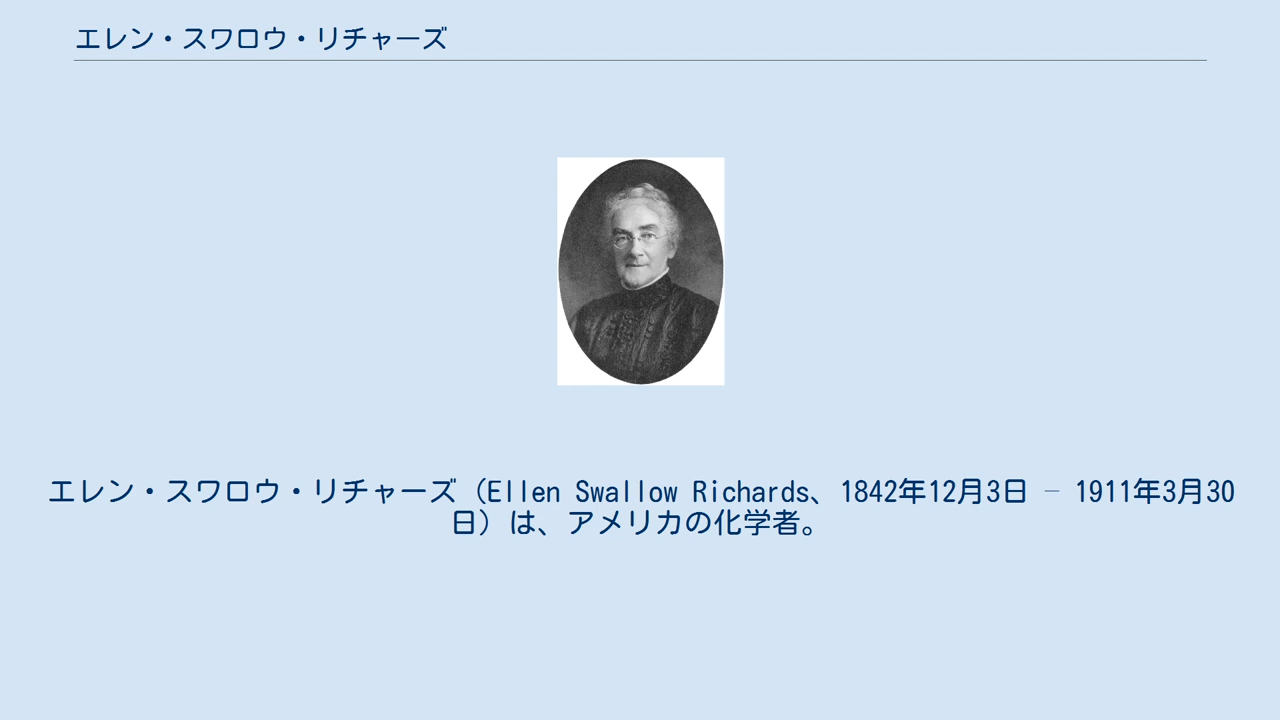 エレン・スワロウ・リチャーズ
エレン・スワロウ・リチャーズ（Ellen Swallow Richards、1842年12月3日 – 1911年3月30
日）は、アメリカの化学者。